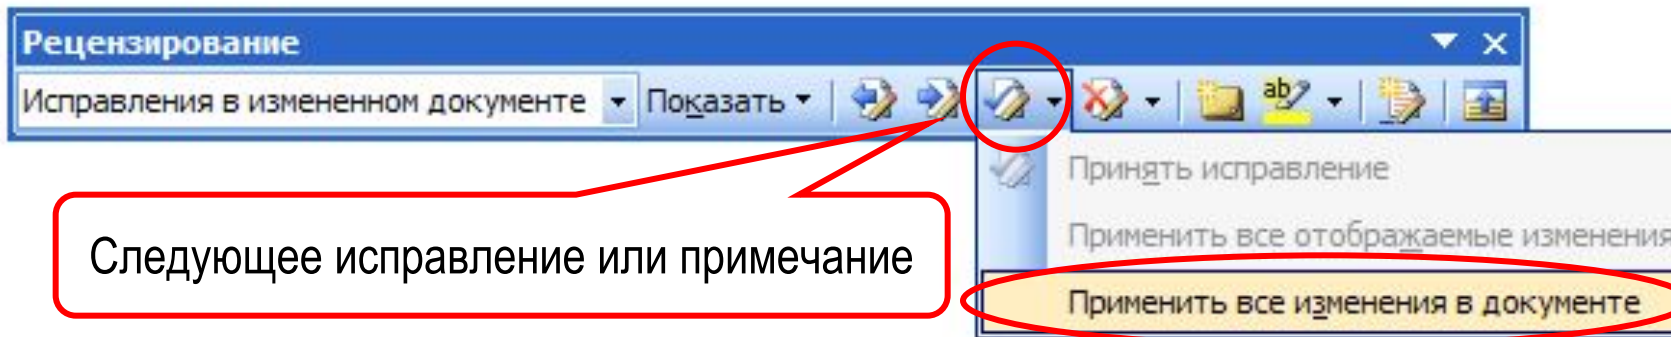 Рецензирование
Исправления в измененном документе Показать
ab
Принять исправление
Применить все отображаемые изменения
Применить все изменения в документе
Следующее исправление или примечание